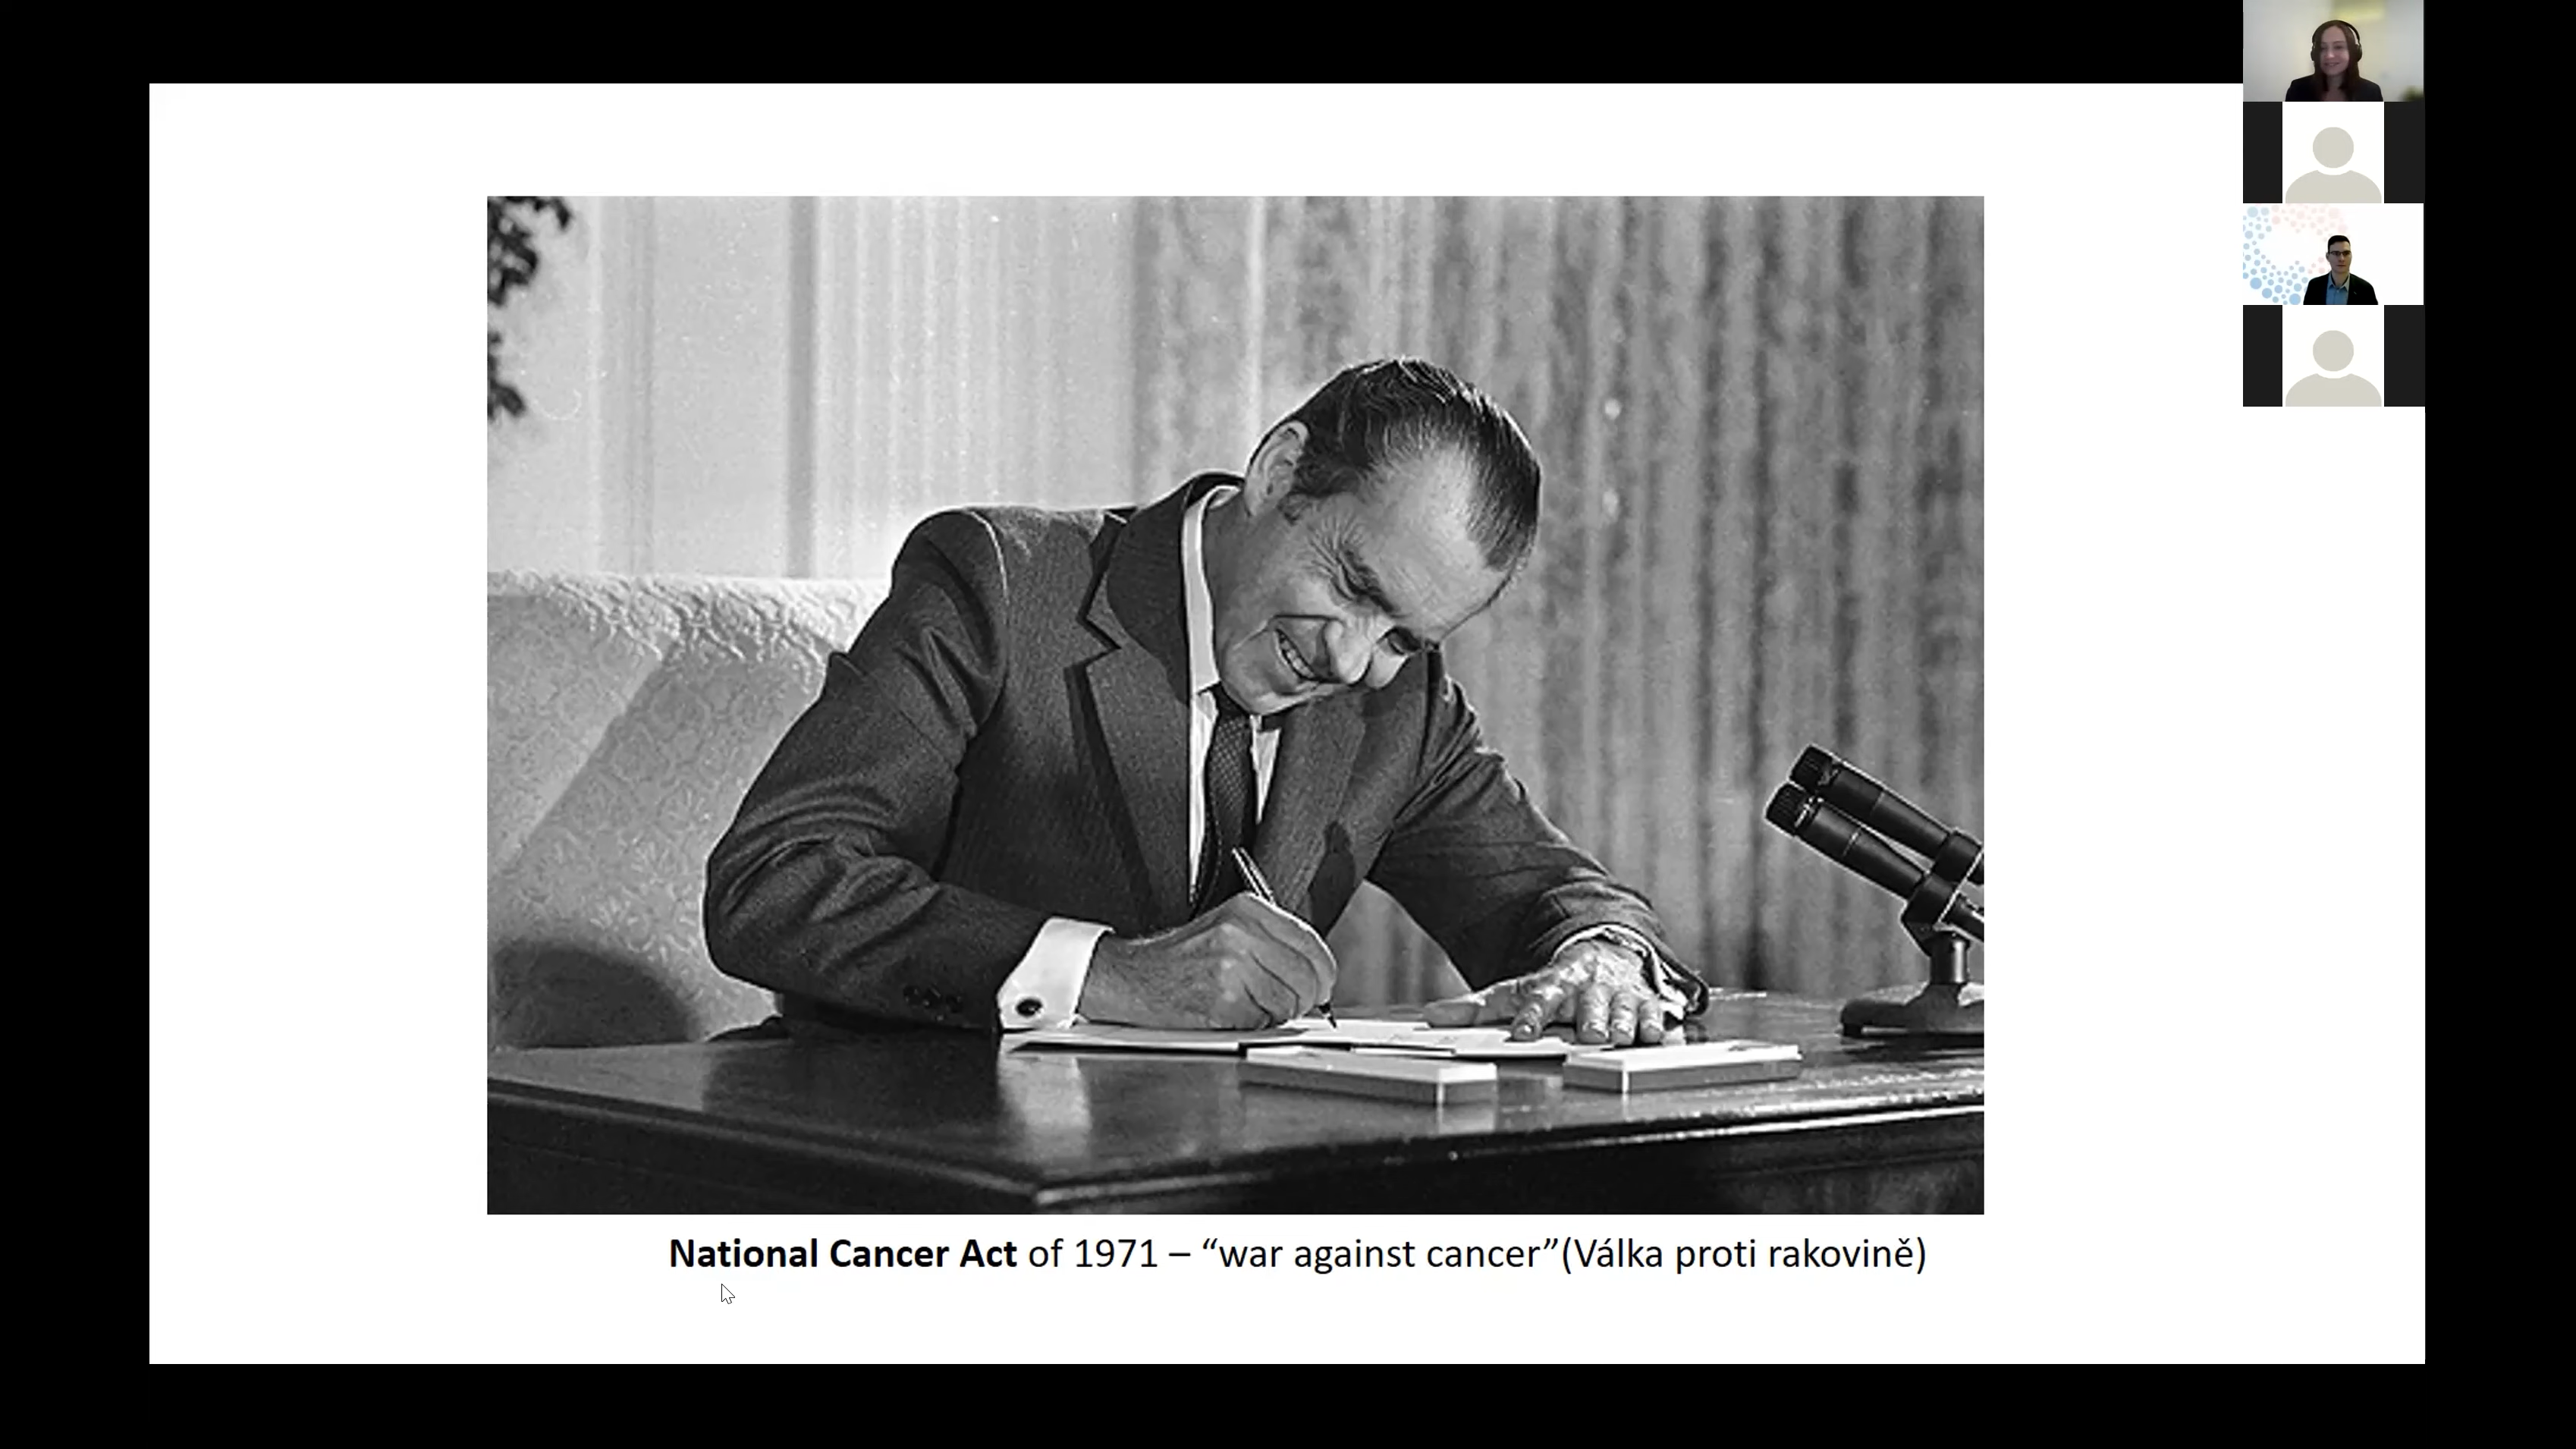 National Cancer Act of 1971 – “war against cancer”(Válka proti rakovině)